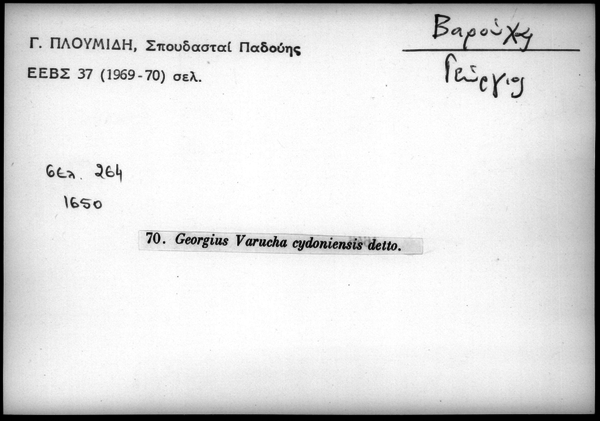 Γ. ΠΛΟΥΜΙΔΗ, Σπουδασταί Παδούης
ΕΕΒΣ 37 (1969-70) σελ.
Βαρούχας
Γεώργιος
σελ. 264
1650
70. Georgius Varucha cydoniensis detto.